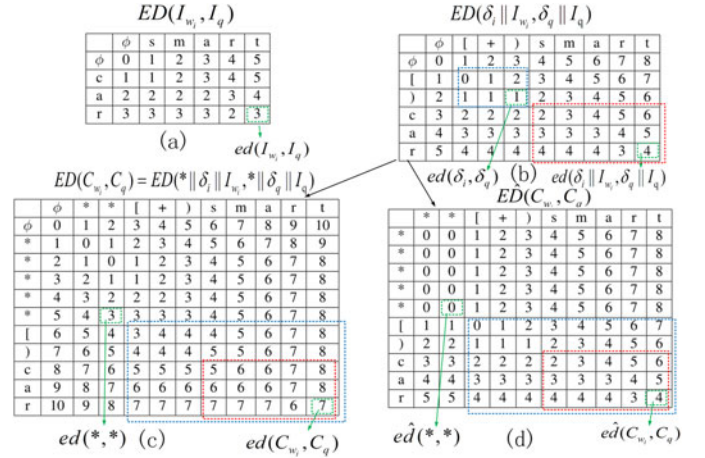 ED(I_{w_i}, I_q)
ϕ s m a r t
ϕ 0 1 2 3 4 5
c 1 1 2 3 4 5
a 2 2 2 2 3 4
r 3 3 3 3 2 3
(a)
ed(I_{w_i}, I_q)
ED(δ_i || I_{w_i}, δ_q || I_q)
ϕ [ + ) s m a r t
ϕ 0 1 2 3 4 5 6 7 8
[ 1 0 1 2 3 4 5 6 7
) 2 1 1 1 2 3 4 5 6
c 3 2 2 2 2 3 4 5 6
a 4 3 3 3 3 3 3 4 5
r 5 4 4 4 4 4 4 3 4
ed(δ_i, δ_q) (b) ed(δ_i || I_{w_i}, δ_q || I_q)
ED(C_{w_i}, C_q) = ED(* || δ_i || I_{w_i}, * || δ_q || I_q)
ϕ * * [ + ) s m a r t
ϕ 0 1 2 3 4 5 6 7 8 9 10
* 1 0 1 2 3 4 5 6 7 8 9
* 2 1 0 1 2 3 4 5 6 7 8
* 3 2 1 1 2 3 4 5 6 7 8
* 4 3 2 2 2 3 4 5 6 7 8
* 5 4 3 3 3 3 4 5 6 7 8
[ 6 5 4 3 4 4 4 5 6 7 8
) 7 6 5 4 4 4 5 5 6 7 8
c 8 7 6 5 5 5 5 6 6 7 8
a 9 8 7 6 6 6 6 6 6 7 8
r 10 9 8 7 7 7 7 7 7 6 7
ed(*,*) (c) ed(C_{w_i}, C_q)
ED̂(C_{w_i}, C_q)
* * [ + ) s m a r t
* 0 0 1 2 3 4 5 6 7 8
* 0 0 1 2 3 4 5 6 7 8
* 0 0 1 2 3 4 5 6 7 8
* 0 0 1 2 3 4 5 6 7 8
* 0 0 1 2 3 4 5 6 7 8
[ 1 1 0 1 2 3 4 5 6 7
) 2 2 1 1 1 2 3 4 5 6
c 3 3 2 2 2 2 3 4 5 6
a 4 4 3 3 3 3 3 3 4 5
r 5 5 4 4 4 4 4 4 3 4
ed̂(*,*) (d) ed̂(C_{w_i}, C_q)